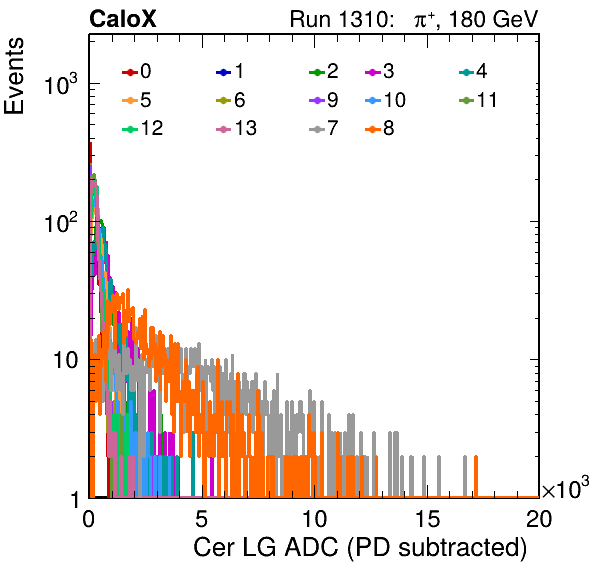 CaloX Run 1310: π⁺, 180 GeV
Events
0 1 2 3 4
5 6 9 10 11
12 13 7 8
10³
10²
10
1
0 5 10 15 20 ×10³
Cer LG ADC (PD subtracted)